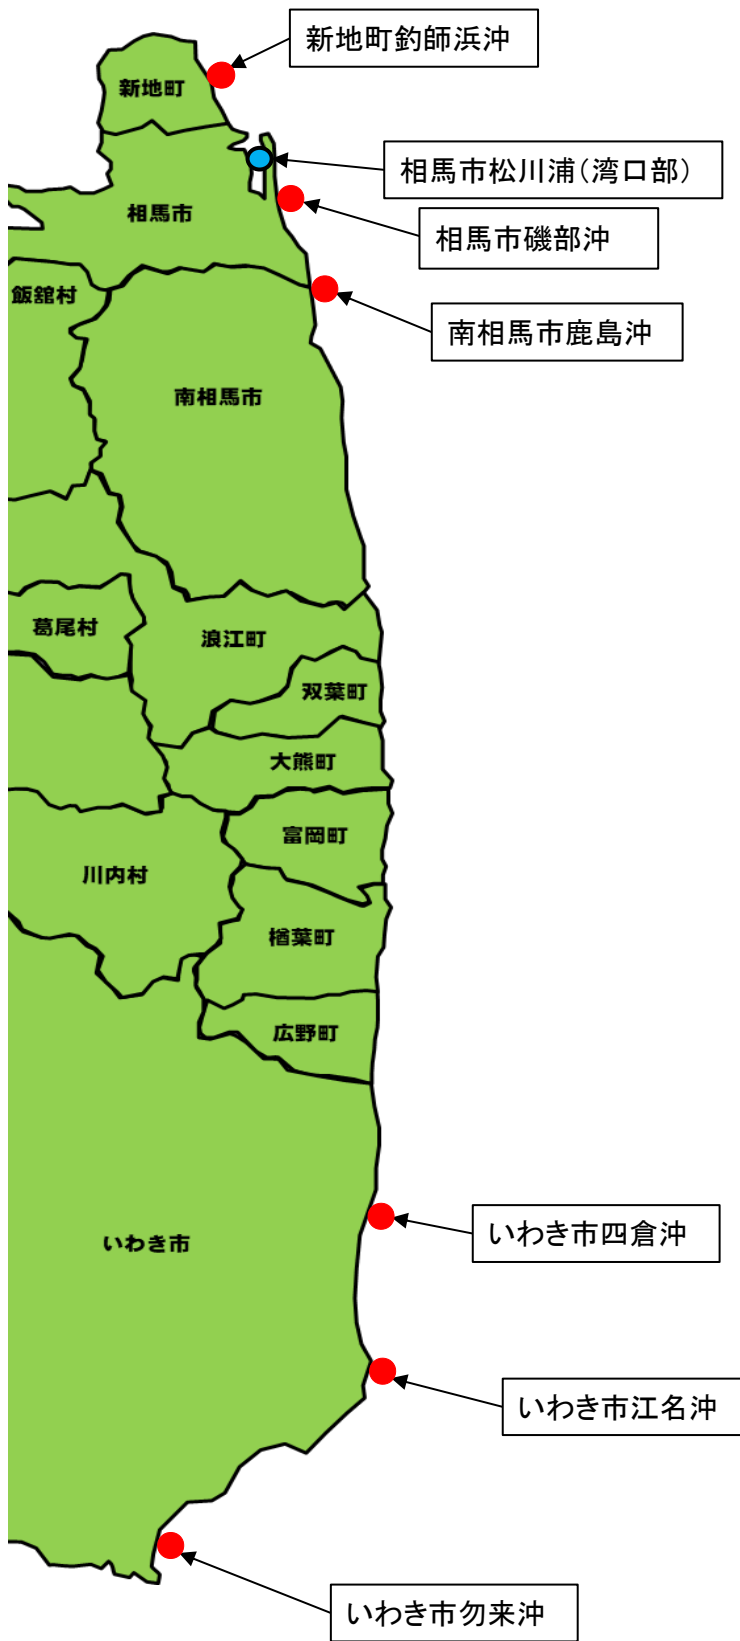 新地町釣師浜沖
新地町
相馬市松川浦（湾口部）
相馬市
相馬市磯部沖
飯舘村
南相馬市鹿島沖
南相馬市
葛尾村
浪江町
双葉町
大熊町
富岡町
川内村
楢葉町
広野町
いわき市四倉沖
いわき市
いわき市江名沖
いわき市勿来沖